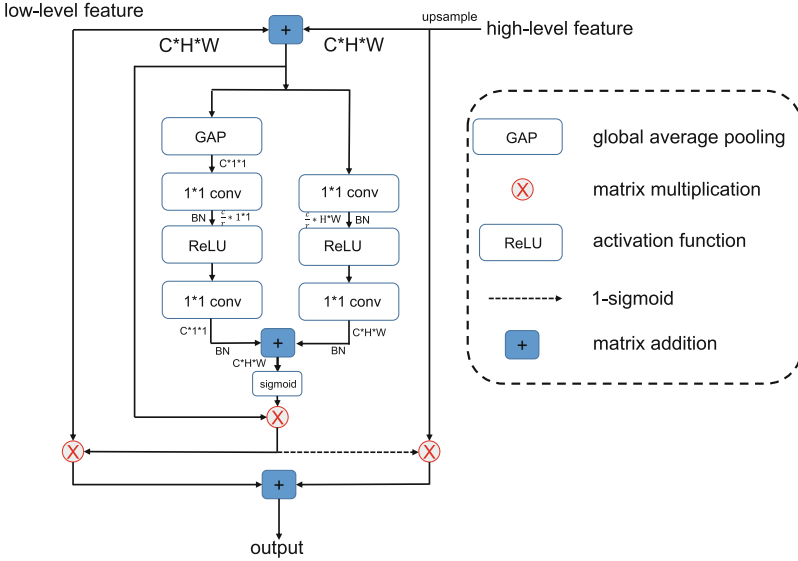 low-level feature
upsample
high-level feature
+
C*H*W
C*H*W
GAP
C*1*1
1*1 conv
1*1 conv
BN
c/r * 1*1
c/r * H*W
BN
ReLU
ReLU
1*1 conv
1*1 conv
C*1*1
C*H*W
BN
+
BN
C*H*W
sigmoid
X
X
X
+
output
GAP
global average pooling
X
matrix multiplication
ReLU
activation function
1-sigmoid
+
matrix addition